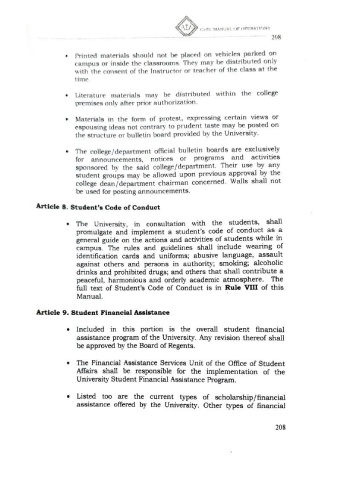 CVSU MANUAL OF OPERATIONS
208
• Printed materials should not be placed on vehicles parked on
campus or inside the classrooms. They may be distributed only
with the consent of the Instructor or teacher of the class at the
time.
• Literature materials may be distributed within the college
premises only after prior authorization.
• Materials in the form of protest, expressing certain views or
espousing ideas not contrary to prudent taste may be posted on
the structure or bulletin board provided by the University.
• The college/department official bulletin boards are exclusively
for announcements, notices or programs and activities
sponsored by the said college/department. Their use by any
student groups may be allowed upon previous approval by the
college dean/department chairman concerned. Walls shall not
be used for posting announcements.
Article 8. Student's Code of Conduct
• The University, in consultation with the students, shall
promulgate and implement a student's code of conduct as a
general guide on the actions and activities of students while in
campus. The rules and guidelines shall include wearing of
identification cards and uniforms; abusive language, assault
against others and persons in authority; smoking; alcoholic
drinks and prohibited drugs; and others that shall contribute a
peaceful, harmonious and orderly academic atmosphere. The
full text of Student's Code of Conduct is in Rule VIII of this
Manual.
Article 9. Student Financial Assistance
• Included in this portion is the overall student financial
assistance program of the University. Any revision thereof shall
be approved by the Board of Regents.
• The Financial Assistance Services Unit of the Office of Student
Affairs shall be responsible for the implementation of the
University Student Financial Assistance Program.
• Listed too are the current types of scholarship/financial
assistance offered by the University. Other types of financial
208